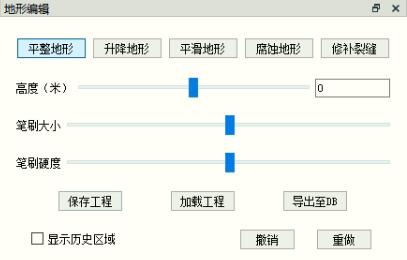 地形编辑
平整地形 升降地形 平滑地形 腐蚀地形 修补裂缝
高度（米） 0
笔刷大小
笔刷硬度
保存工程 加载工程 导出至DB
显示历史区域 撤销 重做